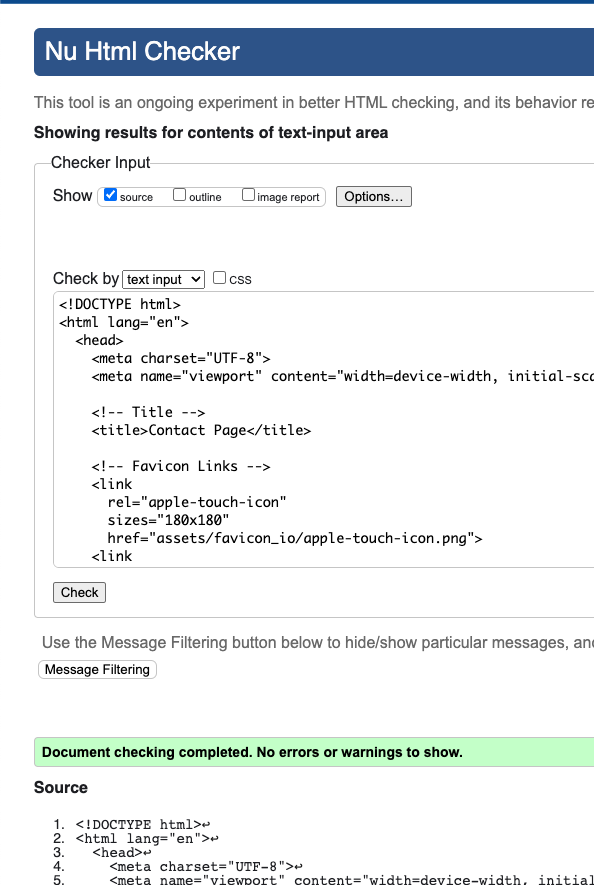 Nu Html Checker
This tool is an ongoing experiment in better HTML checking, and its behavior re
Showing results for contents of text-input area
Checker Input
Show source outline image report Options…
Check by text input CSS
<!DOCTYPE html>
<html lang="en">
<head>
<meta charset="UTF-8">
<meta name="viewport" content="width=device-width, initial-sca
<!-- Title -->
<title>Contact Page</title>
<!-- Favicon Links -->
<link
rel="apple-touch-icon"
sizes="180x180"
href="assets/favicon_io/apple-touch-icon.png">
<link
Check
Use the Message Filtering button below to hide/show particular messages, and
Message Filtering
Document checking completed. No errors or warnings to show.
Source
1. <!DOCTYPE html>↩
2. <html lang="en">↩
3. <head>↩
4. <meta charset="UTF-8">↩
5. <meta name="viewport" content="width=device-width, initial